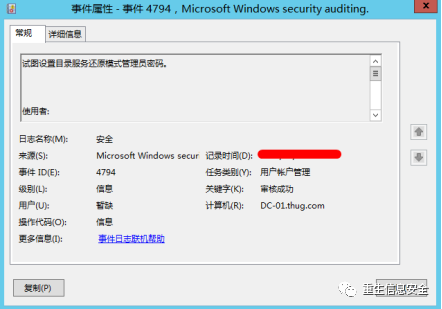 事件属性 - 事件 4794，Microsoft Windows security auditing.
常规 详细信息
试图设置目录服务还原模式管理员密码。
使用者:
日志名称(M): 安全
来源(S): Microsoft Windows secur 记录时间(D):
事件 ID(E): 4794 任务类别(Y): 用户帐户管理
级别(L): 信息 关键字(K): 审核成功
用户(U): 暂缺 计算机(R): DC-01.thug.com
操作代码(O): 信息
更多信息(I): 事件日志联机帮助
复制(P)
重生信息安全